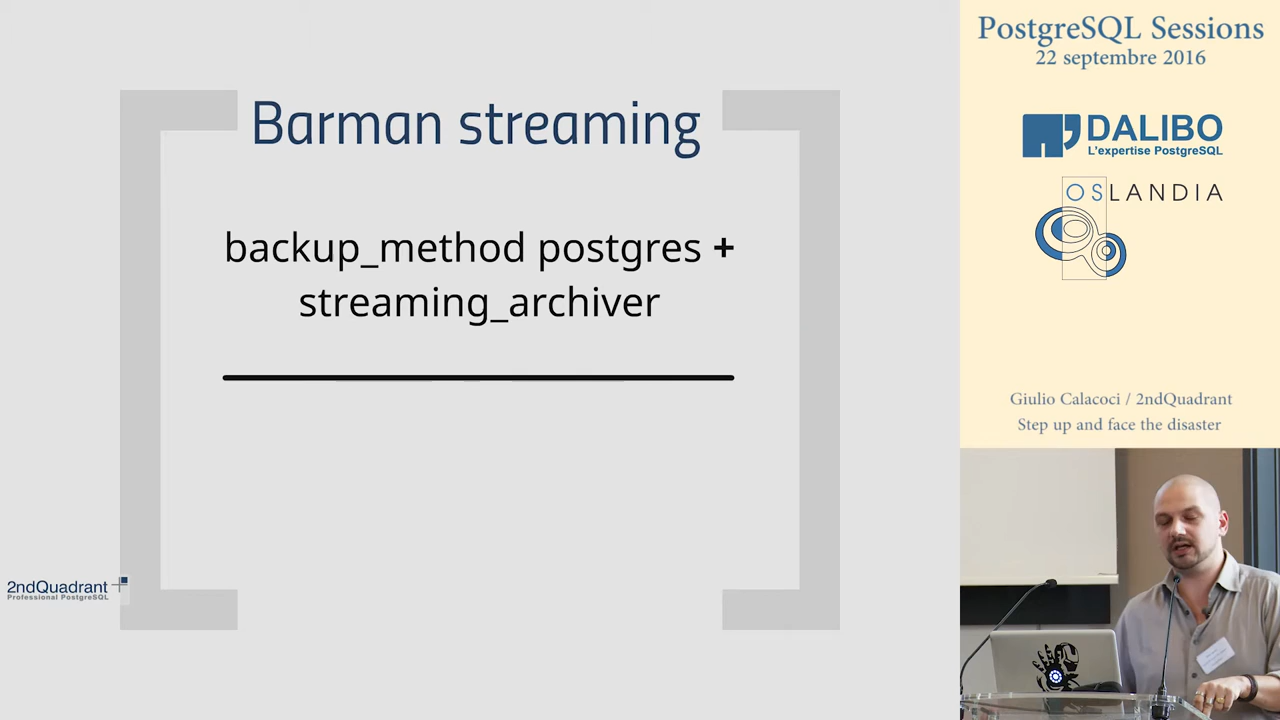 Barman streaming
backup_method postgres +
streaming_archiver
2ndQuadrant
Professional PostgreSQL
PostgreSQL Sessions
22 septembre 2016
DALIBO
L'expertise PostgreSQL
OSLANDIA
Giulio Calacoci / 2ndQuadrant
Step up and face the disaster